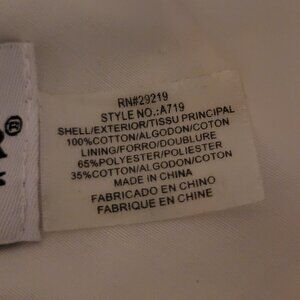 RN#29219
STYLE NO.:A719
SHELL/EXTERIOR/TISSU PRINCIPAL
100%COTTON/ALGODON/COTON
LINING/FORRO/DOUBLURE
65%POLYESTER/POLIESTER
35%COTTON/ALGODON/COTON
MADE IN CHINA
FABRICADO EN CHINO
FABRIQUE EN CHINE